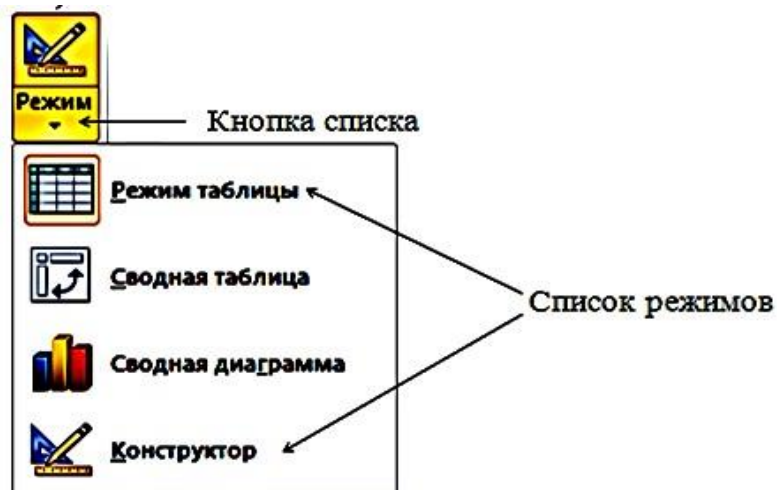 Режим
Кнопка списка
Режим таблицы
Сводная таблица
Список режимов
Сводная диаграмма
Конструктор